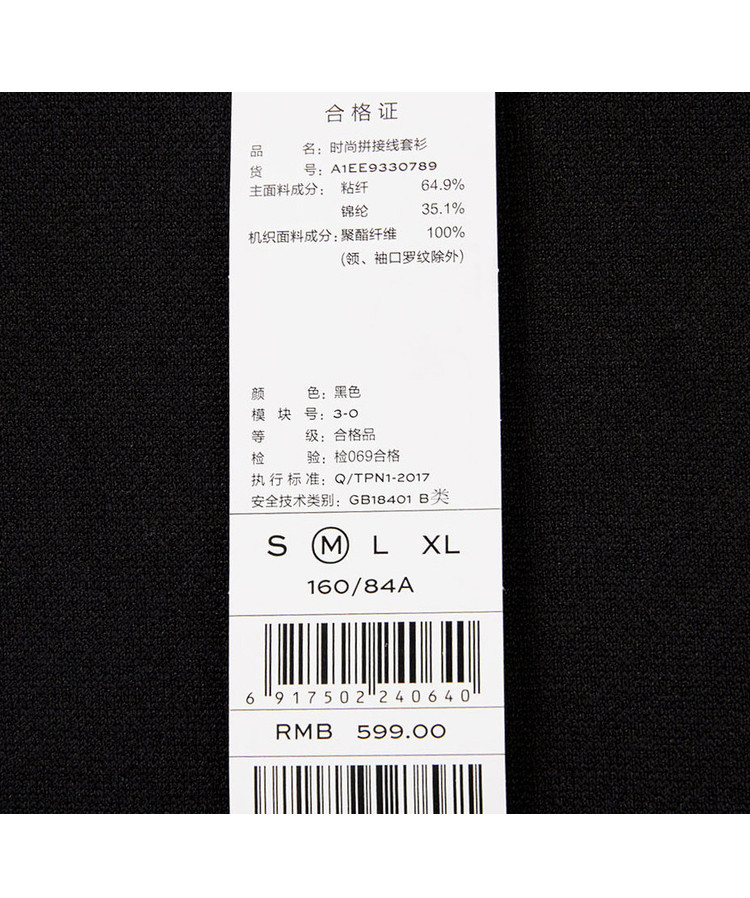 合格证
品 名：时尚拼接线套衫
货 号：A1EE9330789
主面料成分：粘纤 64.9%
锦纶 35.1%
机织面料成分：聚酯纤维 100%
(领、袖口罗纹除外)
颜 色：黑色
模 块 号：3-0
等 级：合格品
检 验：检069合格
执行标准：Q/TPN1-2017
安全技术类别：GB18401 B类
S M L XL
160/84A
6 917502 240640
RMB 599.00